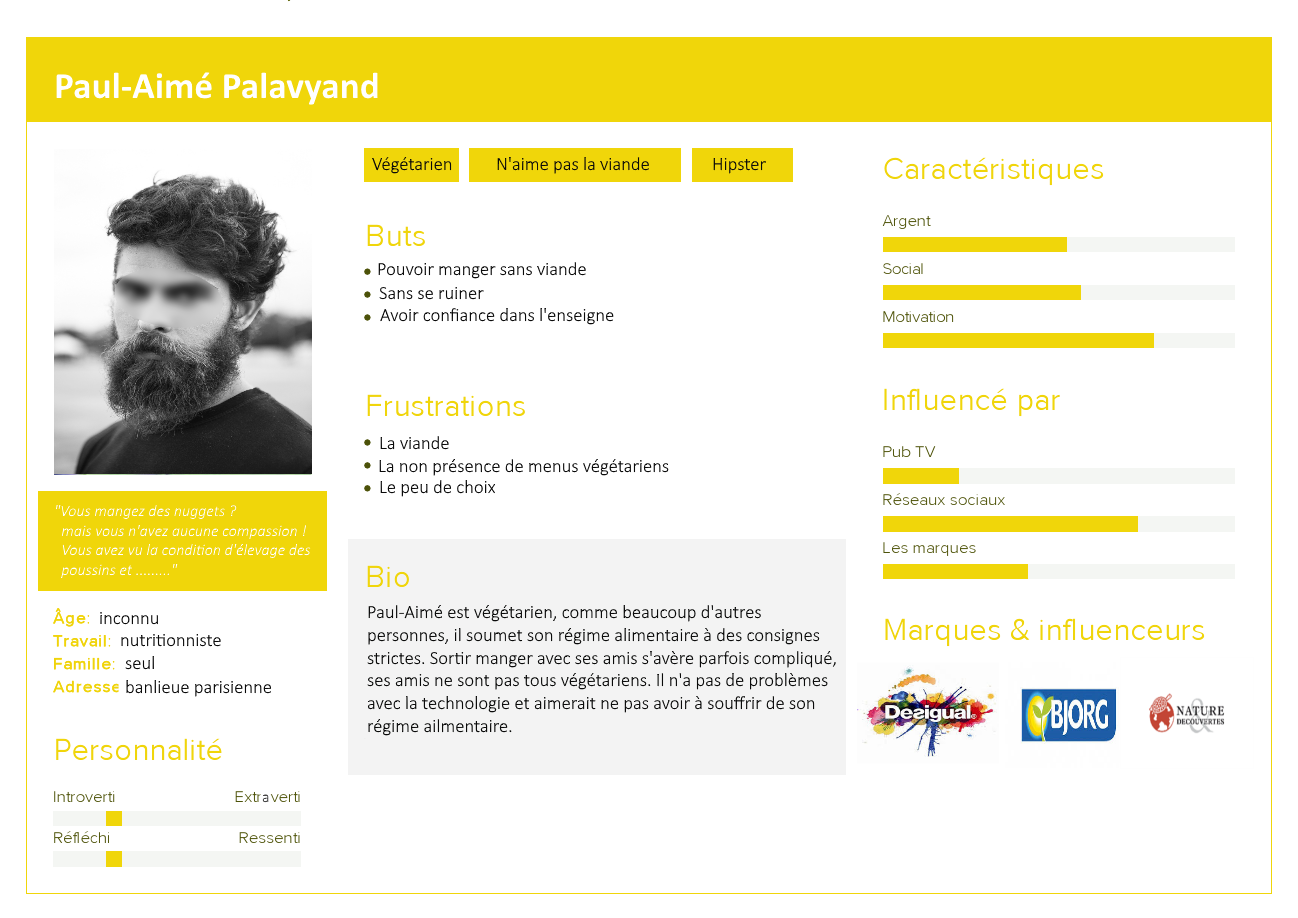 Paul-Aimé Palavyand
"Vous mangez des nuggets ?
mais vous n'avez aucune compassion !
Vous avez vu la condition d'élevage des
poussins et ........."
Âge: inconnu
Travail: nutritionniste
Famille: seul
Adresse banlieue parisienne
Personnalité
Introverti Extraverti
Réfléchi Ressenti
Végétarien N'aime pas la viande Hipster
Buts
• Pouvoir manger sans viande
• Sans se ruiner
• Avoir confiance dans l'enseigne
Frustrations
• La viande
• La non présence de menus végétariens
• Le peu de choix
Bio
Paul-Aimé est végétarien, comme beaucoup d'autres
personnes, il soumet son régime alimentaire à des consignes
strictes. Sortir manger avec ses amis s'avère parfois compliqué,
ses amis ne sont pas tous végétariens. Il n'a pas de problèmes
avec la technologie et aimerait ne pas avoir à souffrir de son
régime ailmentaire.
Caractéristiques
Argent
Social
Motivation
Influencé par
Pub TV
Réseaux sociaux
Les marques
Marques & influenceurs
Desigual®
BJORG
NATURE
&
DECOUVERTES